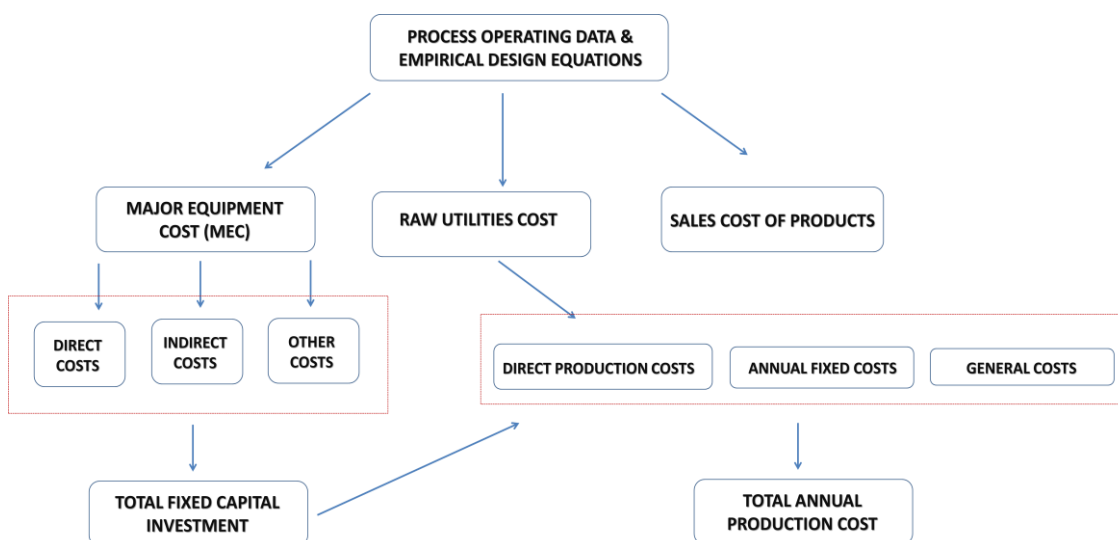 PROCESS OPERATING DATA &
EMPIRICAL DESIGN EQUATIONS
MAJOR EQUIPMENT
COST (MEC)
RAW UTILITIES COST
SALES COST OF PRODUCTS
DIRECT
COSTS
INDIRECT
COSTS
OTHER
COSTS
DIRECT PRODUCTION COSTS
ANNUAL FIXED COSTS
GENERAL COSTS
TOTAL FIXED CAPITAL
INVESTMENT
TOTAL ANNUAL
PRODUCTION COST